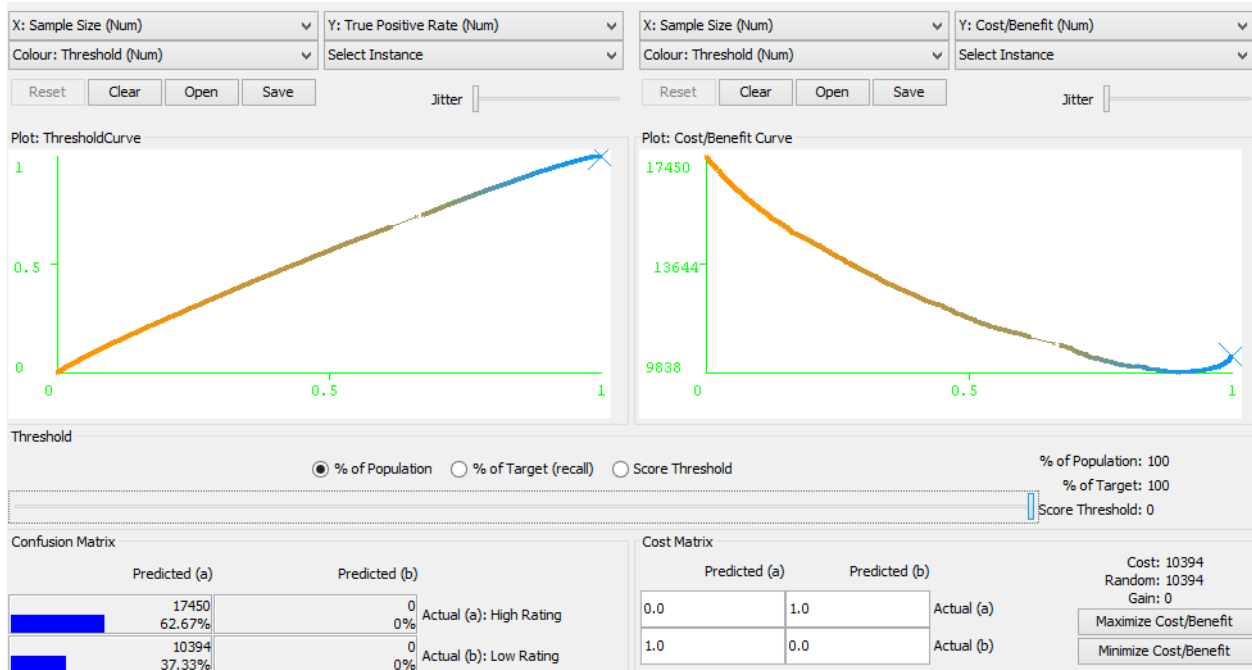 X: Sample Size (Num) Y: True Positive Rate (Num) X: Sample Size (Num) Y: Cost/Benefit (Num)
Colour: Threshold (Num) Select Instance Colour: Threshold (Num) Select Instance
Reset Clear Open Save Jitter Reset Clear Open Save Jitter
Plot: ThresholdCurve Plot: Cost/Benefit Curve
1 17450
0.5 13644
0 9838
0 0.5 1 0 0.5 1
Threshold
% of Population % of Target (recall) Score Threshold
% of Population: 100
% of Target: 100
Score Threshold: 0
Confusion Matrix
Predicted (a) Predicted (b)
17450 0
62.67% 0% Actual (a): High Rating
10394 0
37.33% 0% Actual (b): Low Rating
Cost Matrix
Predicted (a) Predicted (b)
0.0 1.0 Actual (a)
1.0 0.0 Actual (b)
Cost: 10394
Random: 10394
Gain: 0
Maximize Cost/Benefit
Minimize Cost/Benefit